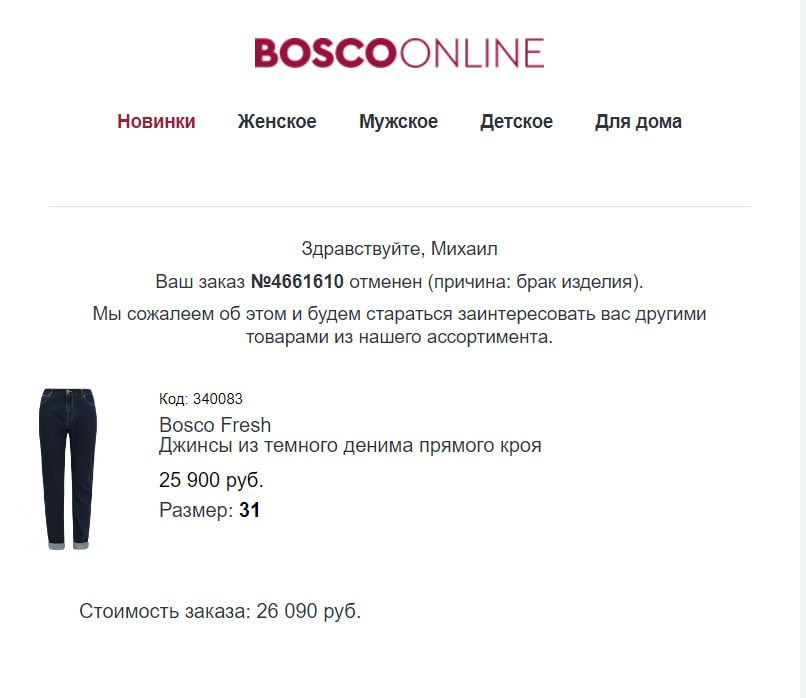 BOSCOONLINE
Новинки Женское Мужское Детское Для дома
Здравствуйте, Михаил
Ваш заказ №4661610 отменен (причина: брак изделия).
Мы сожалеем об этом и будем стараться заинтересовать вас другими
товарами из нашего ассортимента.
Код: 340083
Bosco Fresh
Джинсы из темного денима прямого кроя
25 900 руб.
Размер: 31
Стоимость заказа: 26 090 руб.